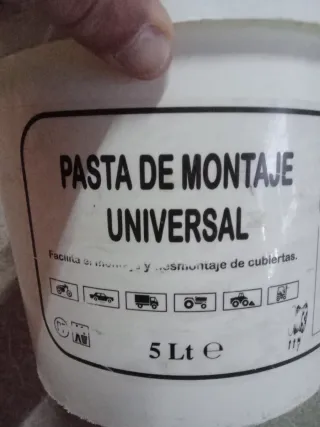 PASTA DE MONTAJE
UNIVERSAL
Facilita el montaje y desmontaje de cubiertas.
5 Lt ℮